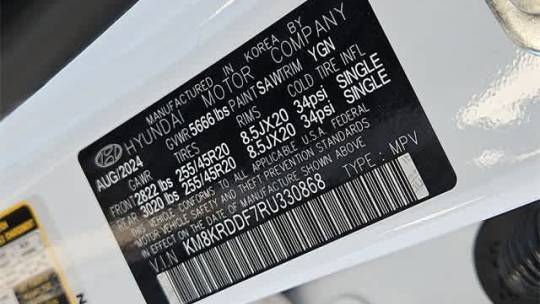 MANUFACTURED IN KOREA BY
HYUNDAI MOTOR COMPANY
AUG/2024 GVWR 5666 lbs PAINT SAWTRIM YGN
GAWR TIRES RIMS COLD TIRE INFL
FRONT 2822 lbs 255/45R20 8.5JX20 34psi SINGLE
REAR 3020 lbs 255/45R20 8.5JX20 34psi SINGLE
THIS VEHICLE CONFORMS TO ALL APPLICABLE U.S.A. FEDERAL
MOTOR VEHICLE SAFETY AND THEFT PREVENTION STANDARDS
IN EFFECT ON THE DATE OF MANUFACTURE SHOWN ABOVE
VIN KM8KRDDF7RU330868 TYPE : MPV